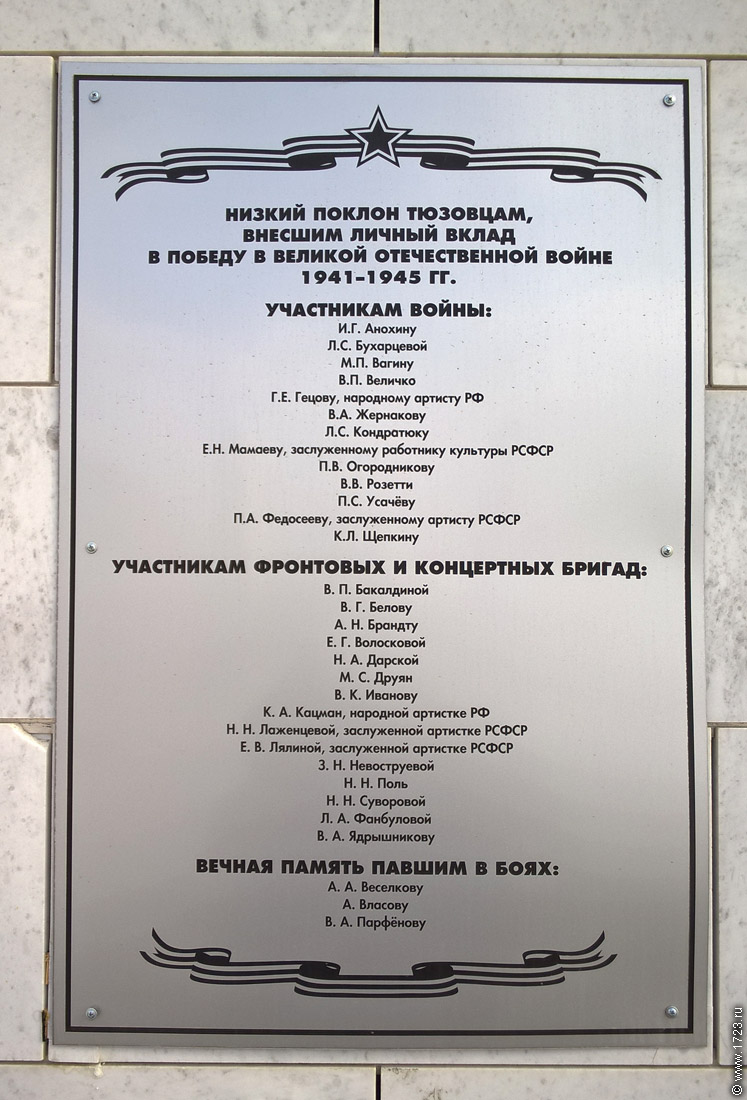 НИЗКИЙ ПОКЛОН ТЮЗОВЦАМ,
ВНЕСШИМ ЛИЧНЫЙ ВКЛАД
В ПОБЕДУ В ВЕЛИКОЙ ОТЕЧЕСТВЕННОЙ ВОЙНЕ
1941–1945 ГГ.
УЧАСТНИКАМ ВОЙНЫ:
И.Г. Анохину
Л.С. Бухарцевой
М.П. Вагину
В.П. Величко
Г.Е. Гецову, народному артисту РФ
В.А. Жернакову
Л.С. Кондратюку
Е.Н. Мамаеву, заслуженному работнику культуры РСФСР
П.В. Огородникову
В.В. Розетти
П.С. Усачёву
П.А. Федосееву, заслуженному артисту РСФСР
К.Л. Щепкину
УЧАСТНИКАМ ФРОНТОВЫХ И КОНЦЕРТНЫХ БРИГАД:
В. П. Бакалдиной
В. Г. Белову
А. Н. Брандту
Е. Г. Волосковой
Н. А. Дарской
М. С. Друян
В. К. Иванову
К. А. Кацман, народной артистке РФ
Н. Н. Лаженцевой, заслуженной артистке РСФСР
Е. В. Лялиной, заслуженной артистке РСФСР
З. Н. Невоструевой
Н. Н. Поль
Н. Н. Суворовой
Л. А. Фанбуловой
В. А. Ядрышникову
ВЕЧНАЯ ПАМЯТЬ ПАВШИМ В БОЯХ:
А. А. Веселкову
А. Власову
В. А. Парфёнову
© www.1723.ru